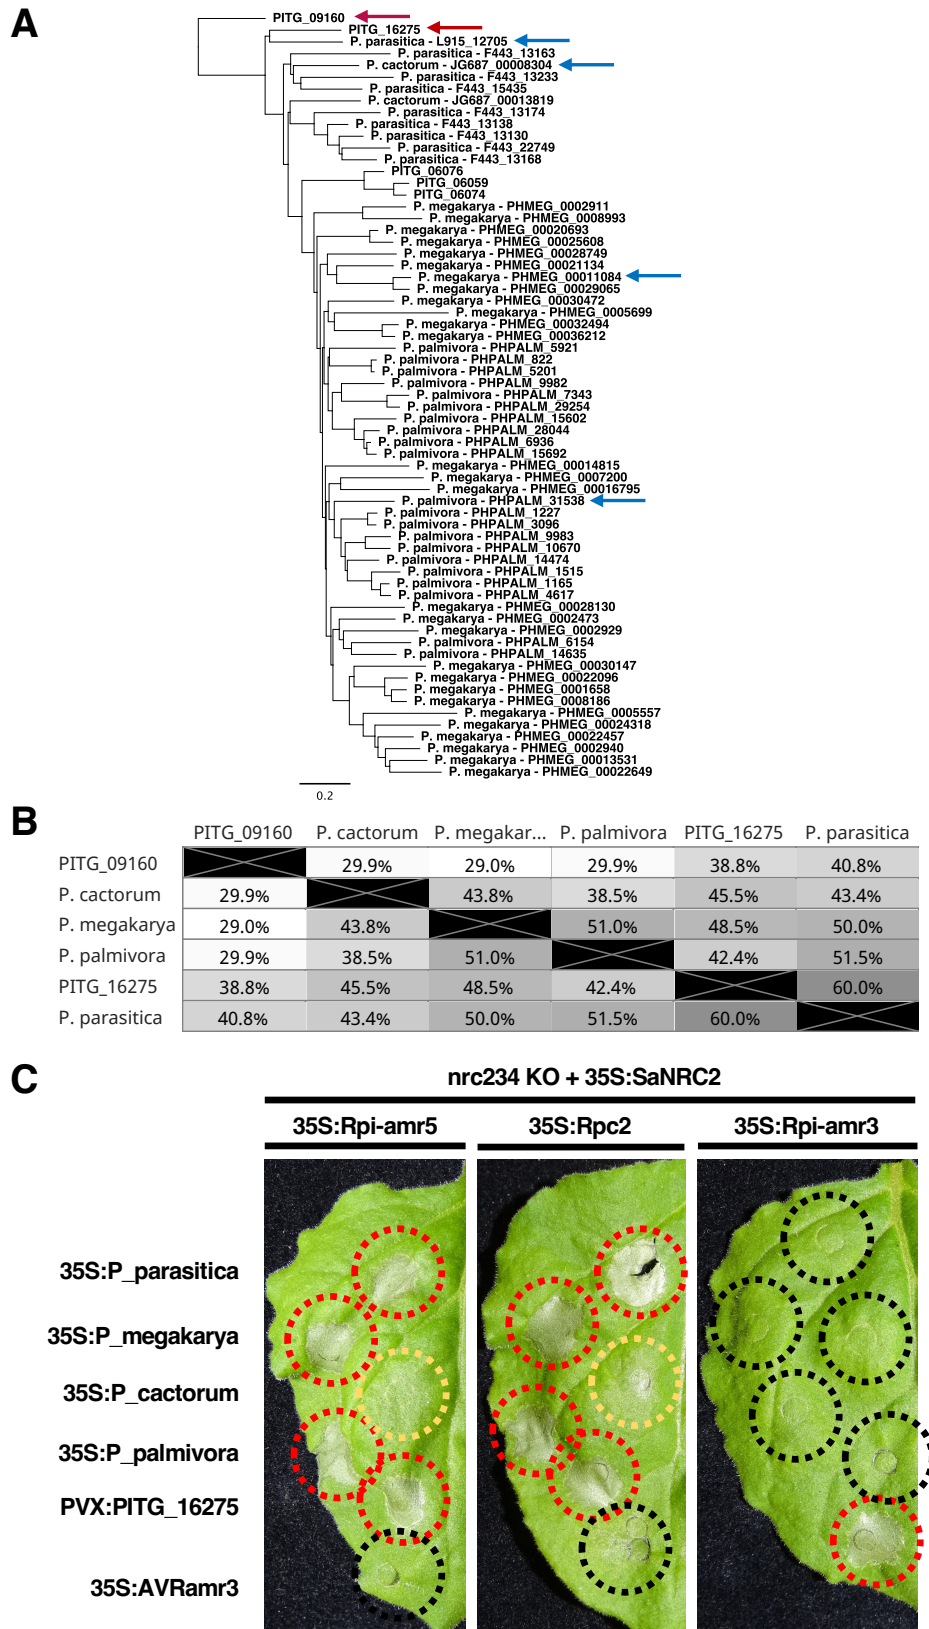 A
PITG_09160
PITG_16275
P. parasitica - L915_12705
P. parasitica - F443_13163
P. cactorum - JG687_00008304
P. parasitica - F443_13233
P. parasitica - F443_15435
P. cactorum - JG687_00013819
P. parasitica - F443_13174
P. parasitica - F443_13138
P. parasitica - F443_13130
P. parasitica - F443_22749
P. parasitica - F443_13168
PITG_06076
PITG_06059
PITG_06074
P. megakarya - PHMEG_0002911
P. megakarya - PHMEG_0008993
P. megakarya - PHMEG_00020693
P. megakarya - PHMEG_00025608
P. megakarya - PHMEG_00028749
P. megakarya - PHMEG_00021134
P. megakarya - PHMEG_00011084
P. megakarya - PHMEG_00029065
P. megakarya - PHMEG_00030472
P. megakarya - PHMEG_0005699
P. megakarya - PHMEG_00032494
P. megakarya - PHMEG_00036212
P. palmivora - PHPALM_5921
P. palmivora - PHPALM_822
P. palmivora - PHPALM_5201
P. palmivora - PHPALM_9982
P. palmivora - PHPALM_7343
P. palmivora - PHPALM_29254
P. palmivora - PHPALM_15602
P. palmivora - PHPALM_28044
P. palmivora - PHPALM_6936
P. palmivora - PHPALM_15692
P. megakarya - PHMEG_00014815
P. megakarya - PHMEG_0007200
P. megakarya - PHMEG_00016795
P. palmivora - PHPALM_31538
P. palmivora - PHPALM_1227
P. palmivora - PHPALM_3096
P. palmivora - PHPALM_9983
P. palmivora - PHPALM_10670
P. palmivora - PHPALM_14474
P. palmivora - PHPALM_1515
P. palmivora - PHPALM_1165
P. palmivora - PHPALM_4617
P. megakarya - PHMEG_00028130
P. megakarya - PHMEG_0002473
P. megakarya - PHMEG_0002929
P. palmivora - PHPALM_6154
P. palmivora - PHPALM_14635
P. megakarya - PHMEG_00030147
P. megakarya - PHMEG_00022096
P. megakarya - PHMEG_0001658
P. megakarya - PHMEG_0008186
P. megakarya - PHMEG_0005557
P. megakarya - PHMEG_00024318
P. megakarya - PHMEG_00022457
P. megakarya - PHMEG_0002940
P. megakarya - PHMEG_00013531
P. megakarya - PHMEG_00022649
0.2
B
PITG_09160 P. cactorum P. megakar... P. palmivora PITG_16275 P. parasitica
PITG_09160 29.9% 29.0% 29.9% 38.8% 40.8%
P. cactorum 29.9% 43.8% 38.5% 45.5% 43.4%
P. megakarya 29.0% 43.8% 51.0% 48.5% 50.0%
P. palmivora 29.9% 38.5% 51.0% 42.4% 51.5%
PITG_16275 38.8% 45.5% 48.5% 42.4% 60.0%
P. parasitica 40.8% 43.4% 50.0% 51.5% 60.0%
C
nrc234 KO + 35S:SaNRC2
35S:Rpi-amr5 35S:Rpc2 35S:Rpi-amr3
35S:P_parasitica
35S:P_megakarya
35S:P_cactorum
35S:P_palmivora
PVX:PITG_16275
35S:AVRamr3